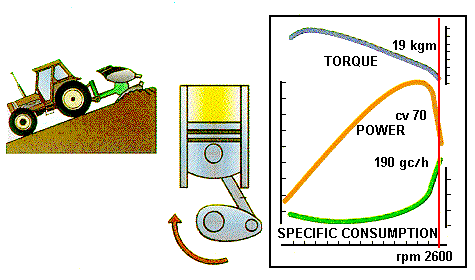 19 kgm
TORQUE
cv 70
POWER
190 gc/h
SPECIFIC CONSUMPTION
rpm 2600